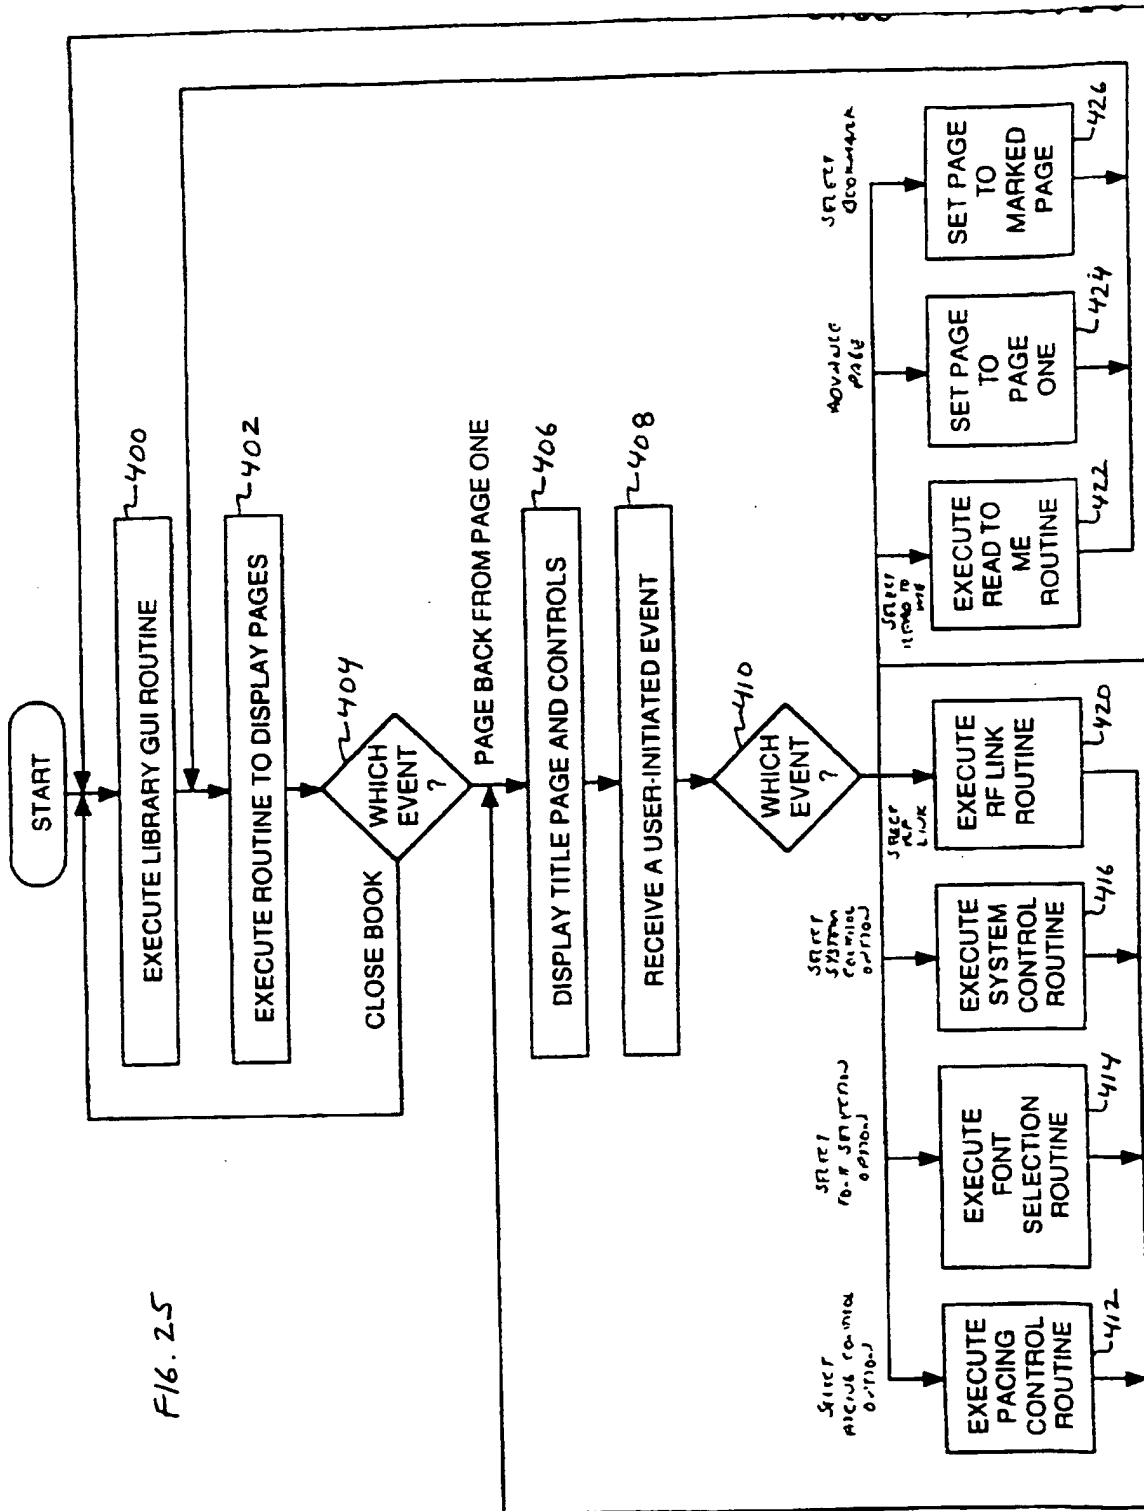 START
EXECUTE LIBRARY GUI ROUTINE
400
EXECUTE ROUTINE TO DISPLAY PAGES
402
WHICH
EVENT
?
404
CLOSE BOOK
PAGE BACK FROM PAGE ONE
DISPLAY TITLE PAGE AND CONTROLS
406
RECEIVE A USER-INITIATED EVENT
408
WHICH
EVENT
?
410
SELECT
PACING CONTROL
OPTION
EXECUTE
PACING
CONTROL
ROUTINE
412
SELECT
FONT SELECTION
OPTION
EXECUTE
FONT
SELECTION
ROUTINE
414
SELECT
SYSTEM
CONTROL
OPTION
EXECUTE
SYSTEM
CONTROL
ROUTINE
416
SELECT
RF
LINK
EXECUTE
RF LINK
ROUTINE
420
SELECT
READ TO
ME
EXECUTE
READ TO
ME
ROUTINE
422
ADVANCE
PAGE
SET PAGE
TO
PAGE
ONE
424
SELECT
BOOKMARK
SET PAGE
TO
MARKED
PAGE
426
FIG. 25